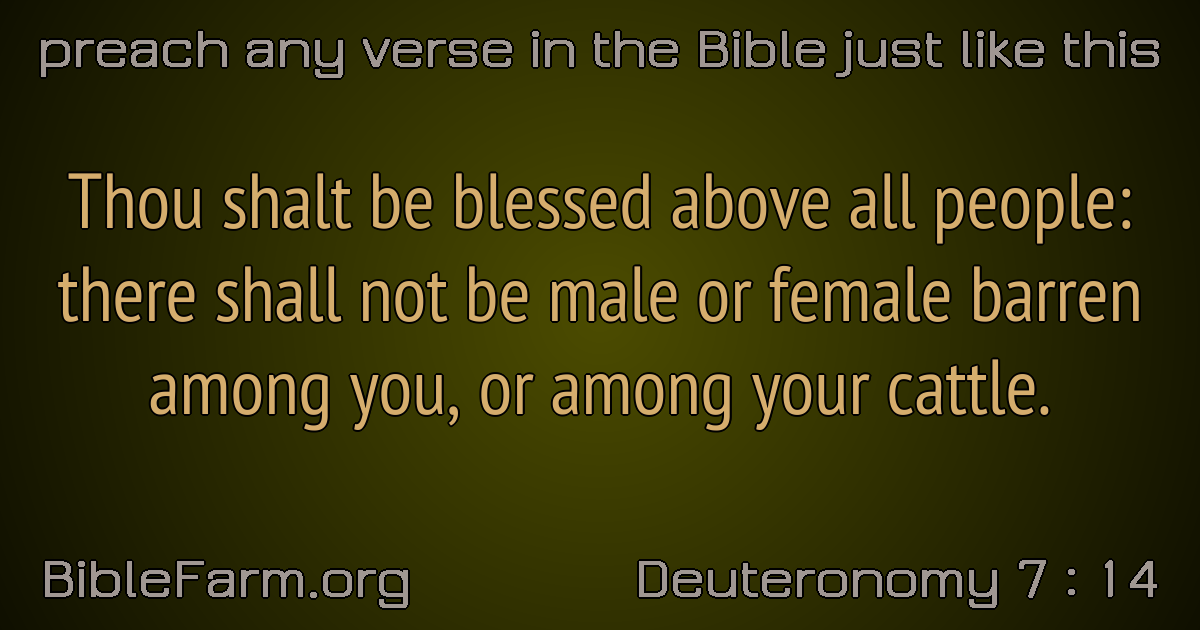 preach any verse in the Bible just like this
Thou shalt be blessed above all people:
there shall not be male or female barren
among you, or among your cattle.
BibleFarm.org
Deuteronomy 7 : 14